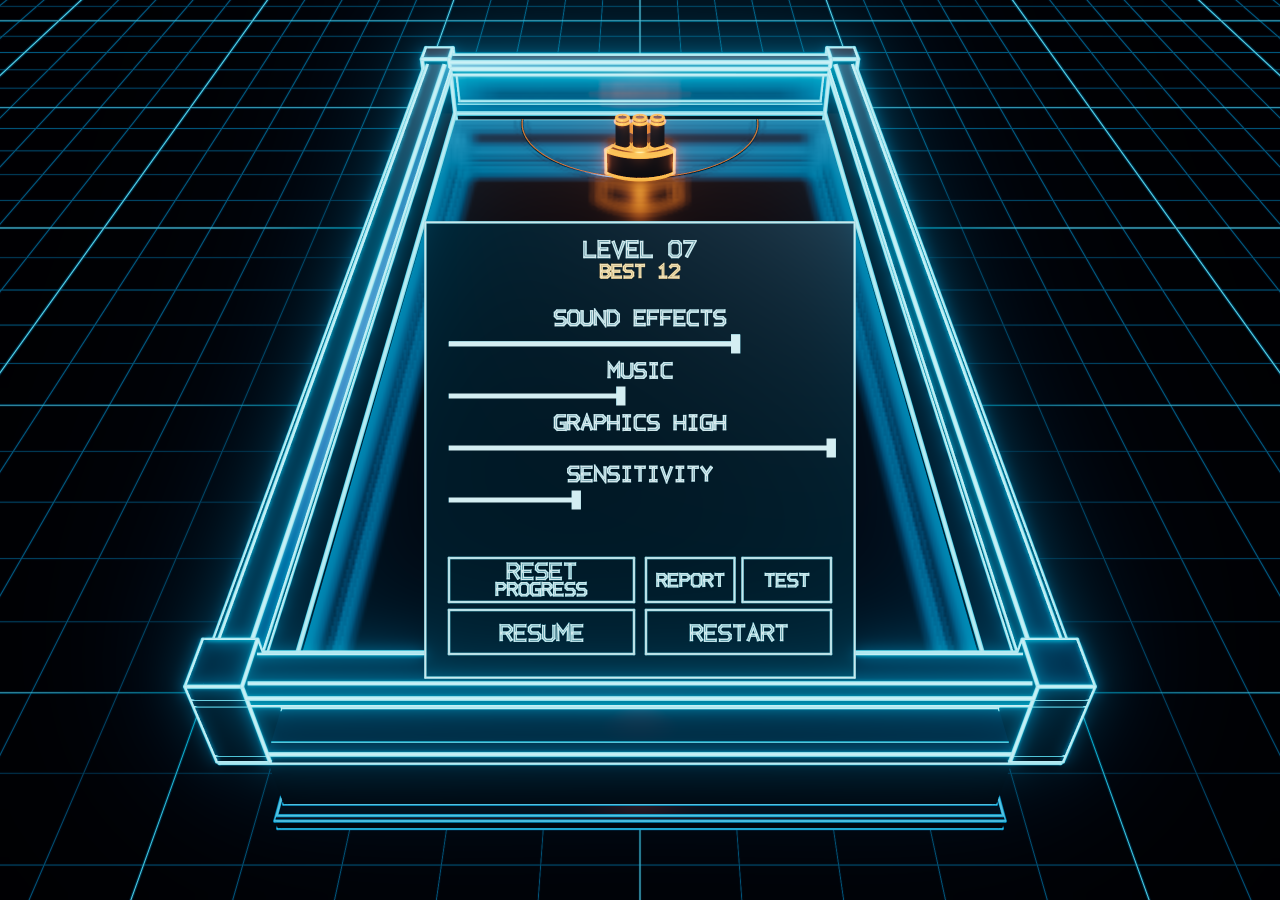 LEVEL 07
BEST 12
SOUND EFFECTS
MUSIC
GRAPHICS HIGH
SENSITIVITY
RESET
PROGRESS
REPORT
TEST
RESUME
RESTART